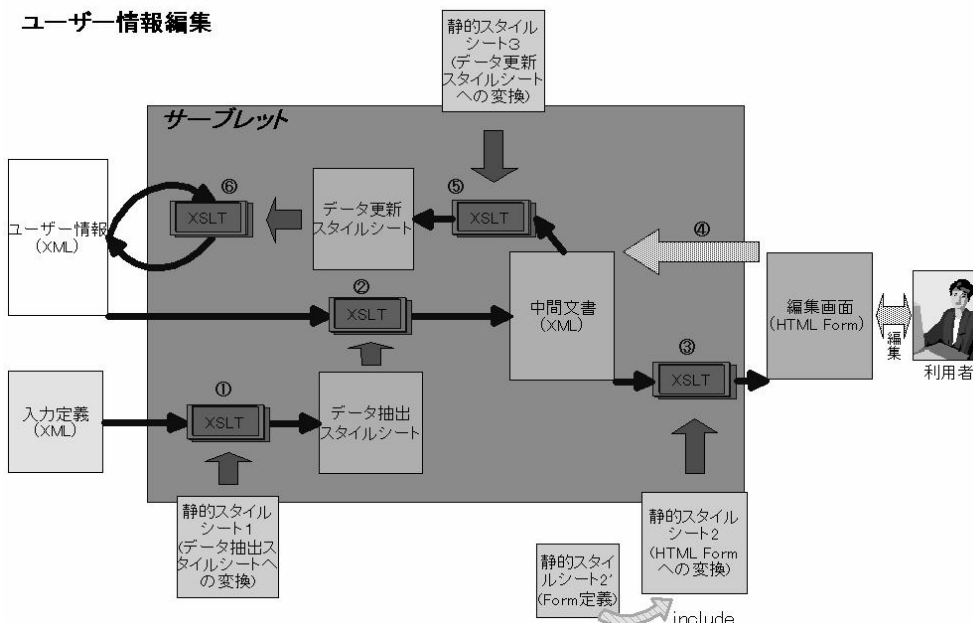 ユーザー情報編集
静的スタイル
シート3
(データ更新
スタイルシート
への変換)
サーブレット
⑥
XSLT
データ更新
スタイルシート
⑤
XSLT
④
ユーザー情報
(XML)
②
XSLT
中間文書
(XML)
編集画面
(HTML Form)
編集
利用者
③
XSLT
入力定義
(XML)
①
XSLT
データ抽出
スタイルシート
静的スタイル
シート1
(データ抽出ス
タイルシートへ
の変換)
静的スタイル
シート2
(HTML Form
への変換)
静的スタイ
ルシート2'
(Form定義)
include